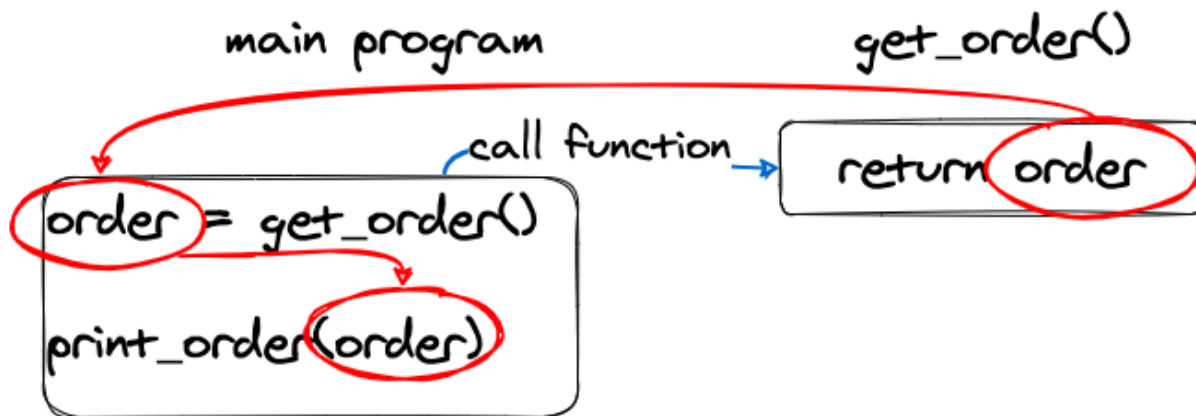 main program
get_order()
call function
return order
order = get_order()
print_order(order)